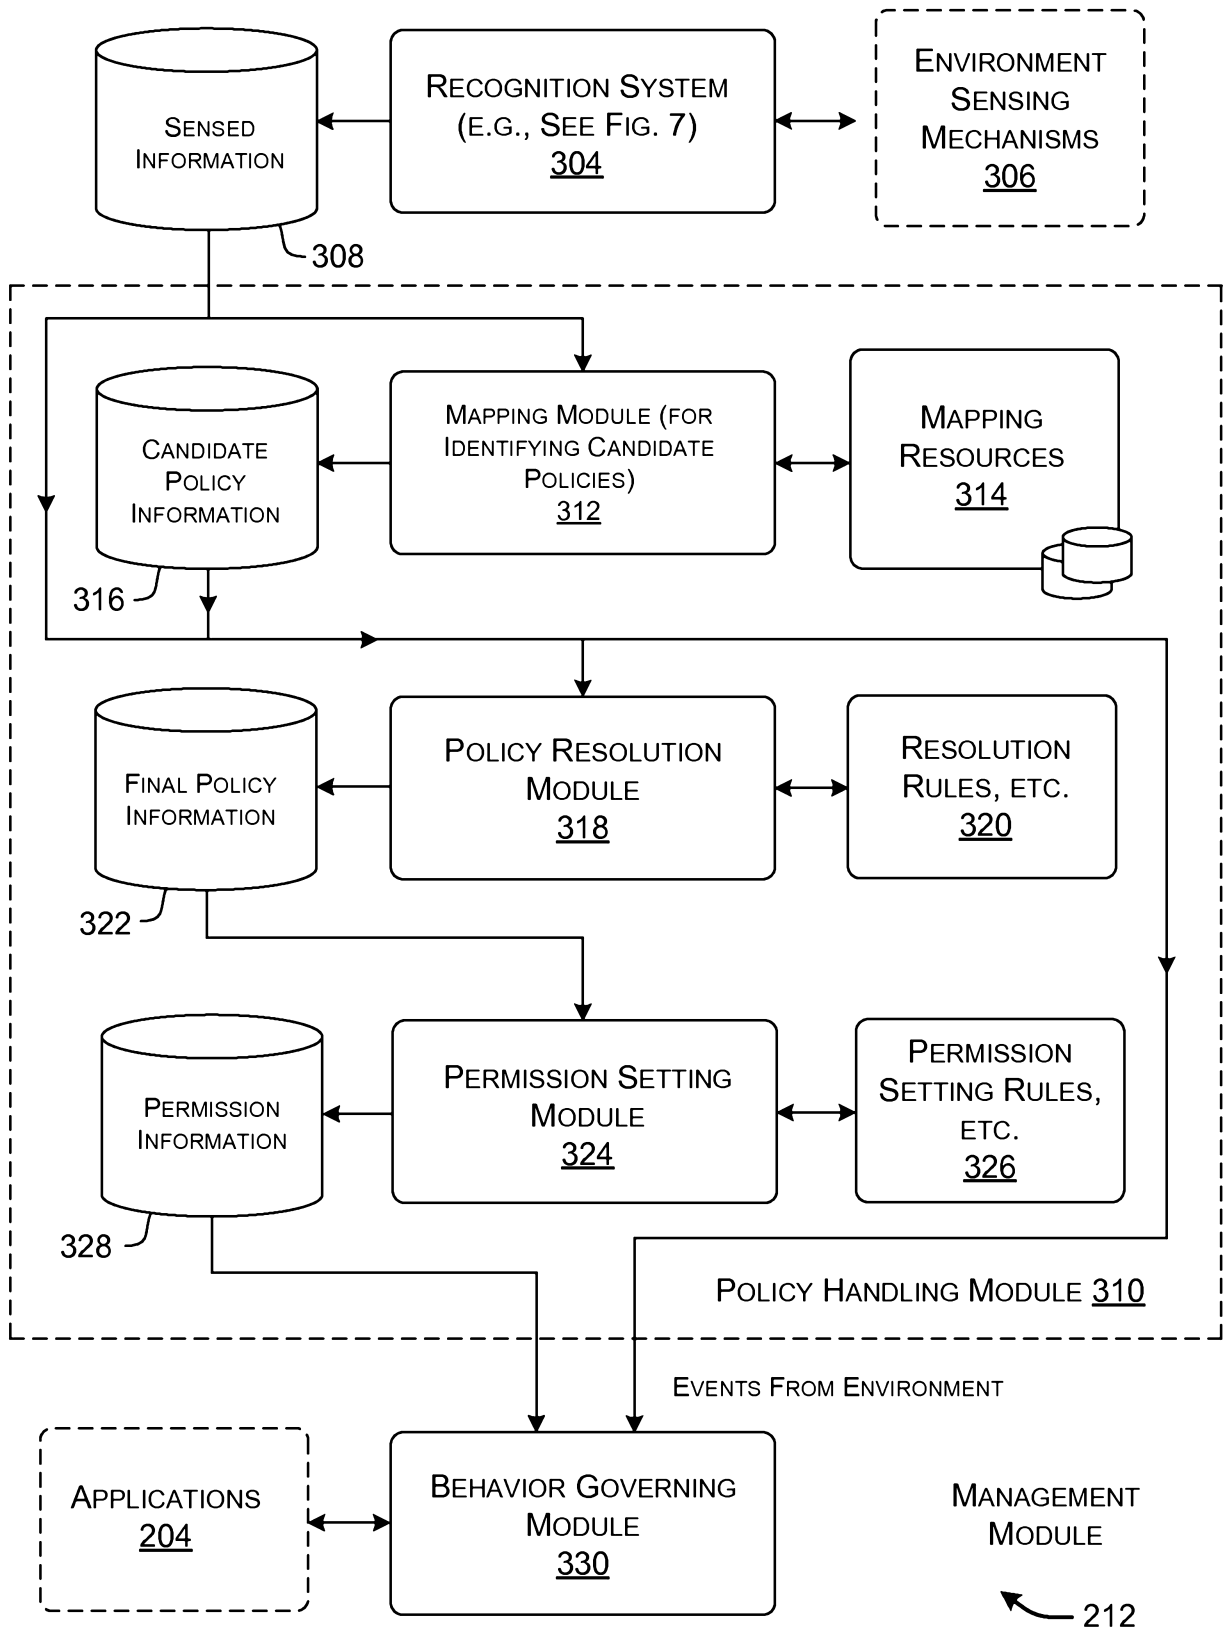 SENSED
INFORMATION
308
RECOGNITION SYSTEM
(E.G., SEE FIG. 7)
304
ENVIRONMENT
SENSING
MECHANISMS
306
CANDIDATE
POLICY
INFORMATION
316
MAPPING MODULE (FOR
IDENTIFYING CANDIDATE
POLICIES)
312
MAPPING
RESOURCES
314
FINAL POLICY
INFORMATION
322
POLICY RESOLUTION
MODULE
318
RESOLUTION
RULES, ETC.
320
PERMISSION
INFORMATION
328
PERMISSION SETTING
MODULE
324
PERMISSION
SETTING RULES,
ETC.
326
POLICY HANDLING MODULE 310
EVENTS FROM ENVIRONMENT
APPLICATIONS
204
BEHAVIOR GOVERNING
MODULE
330
MANAGEMENT
MODULE
212